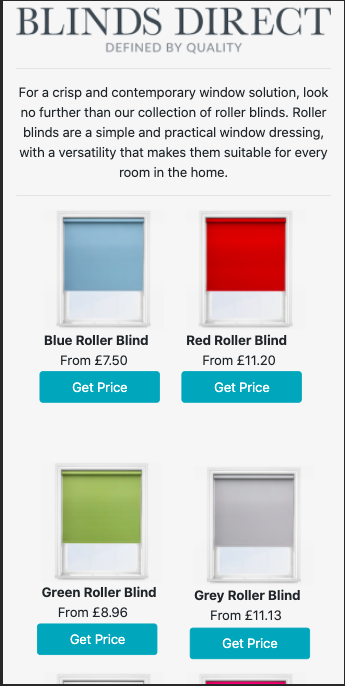 BLINDS DIRECT
DEFINED BY QUALITY
For a crisp and contemporary window solution, look
no further than our collection of roller blinds. Roller
blinds are a simple and practical window dressing,
with a versatility that makes them suitable for every
room in the home.
Blue Roller Blind
From £7.50
Get Price
Red Roller Blind
From £11.20
Get Price
Green Roller Blind
From £8.96
Get Price
Grey Roller Blind
From £11.13
Get Price